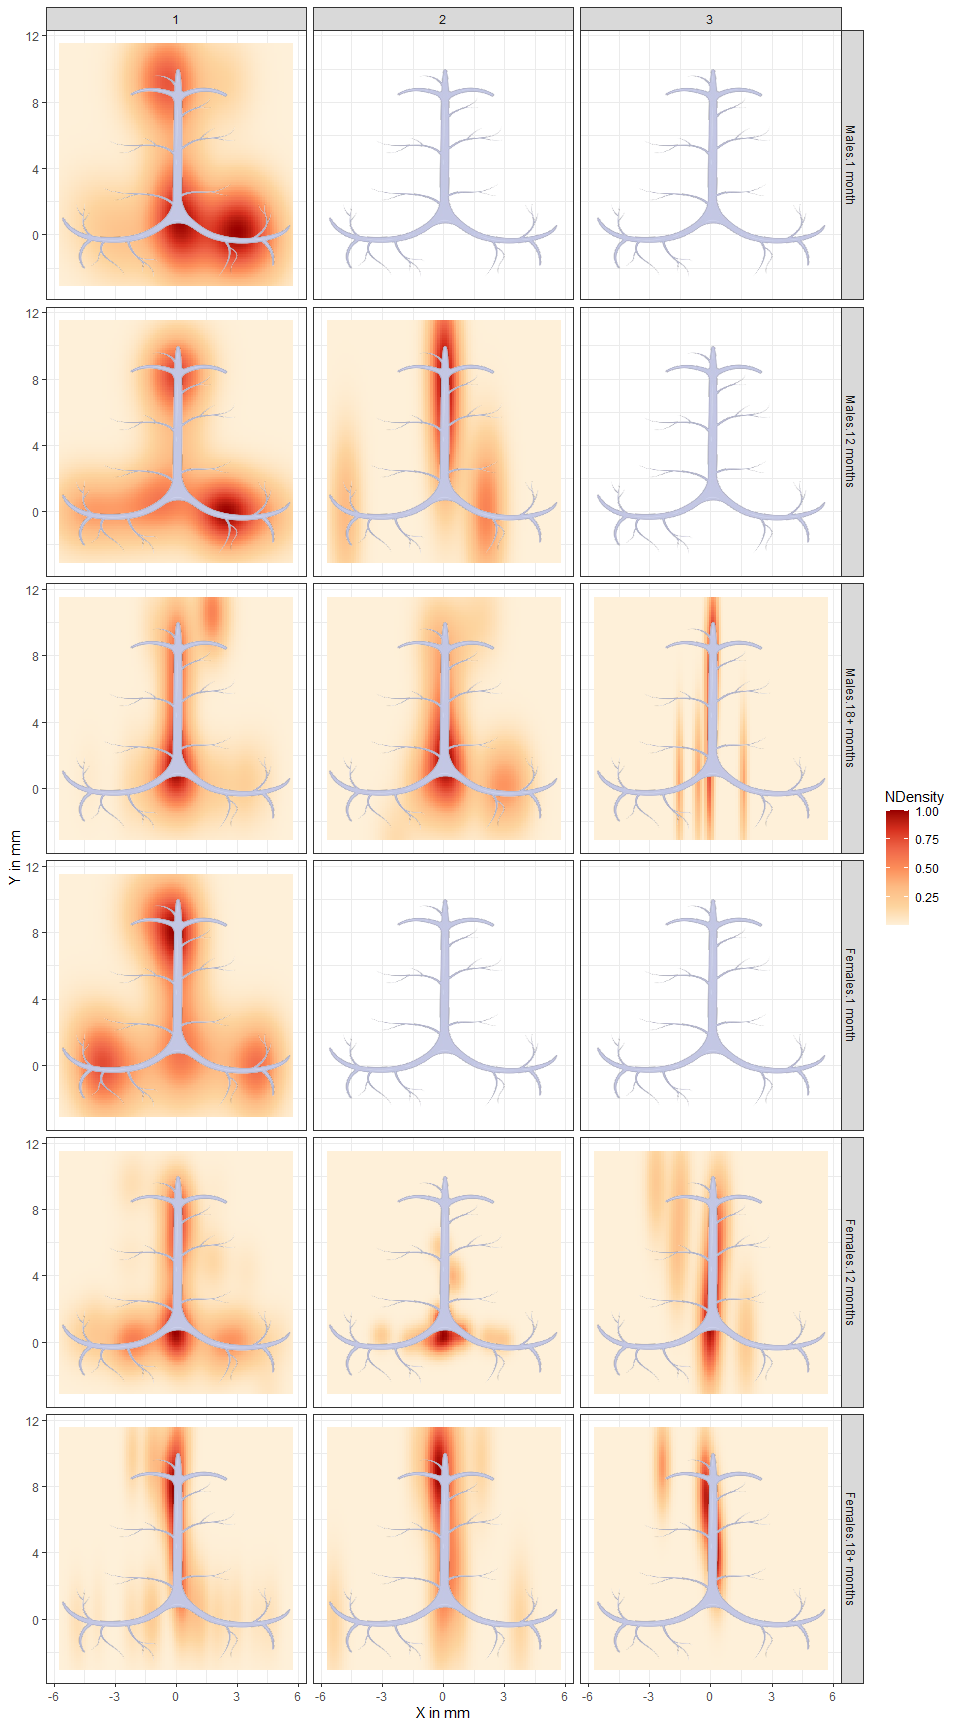 1 2 3
12
8
4
0
Males.1 month
12
8
4
0
Males.12 months
12
8
4
0
Males.18+ months
12
8
4
0
Females.1 month
12
8
4
0
Females.12 months
12
8
4
0
Females.18+ months
Y in mm
-6 -3 0 3 6 -6 -3 0 3 6 -6 -3 0 3 6
X in mm
NDensity
1.00
0.75
0.50
0.25